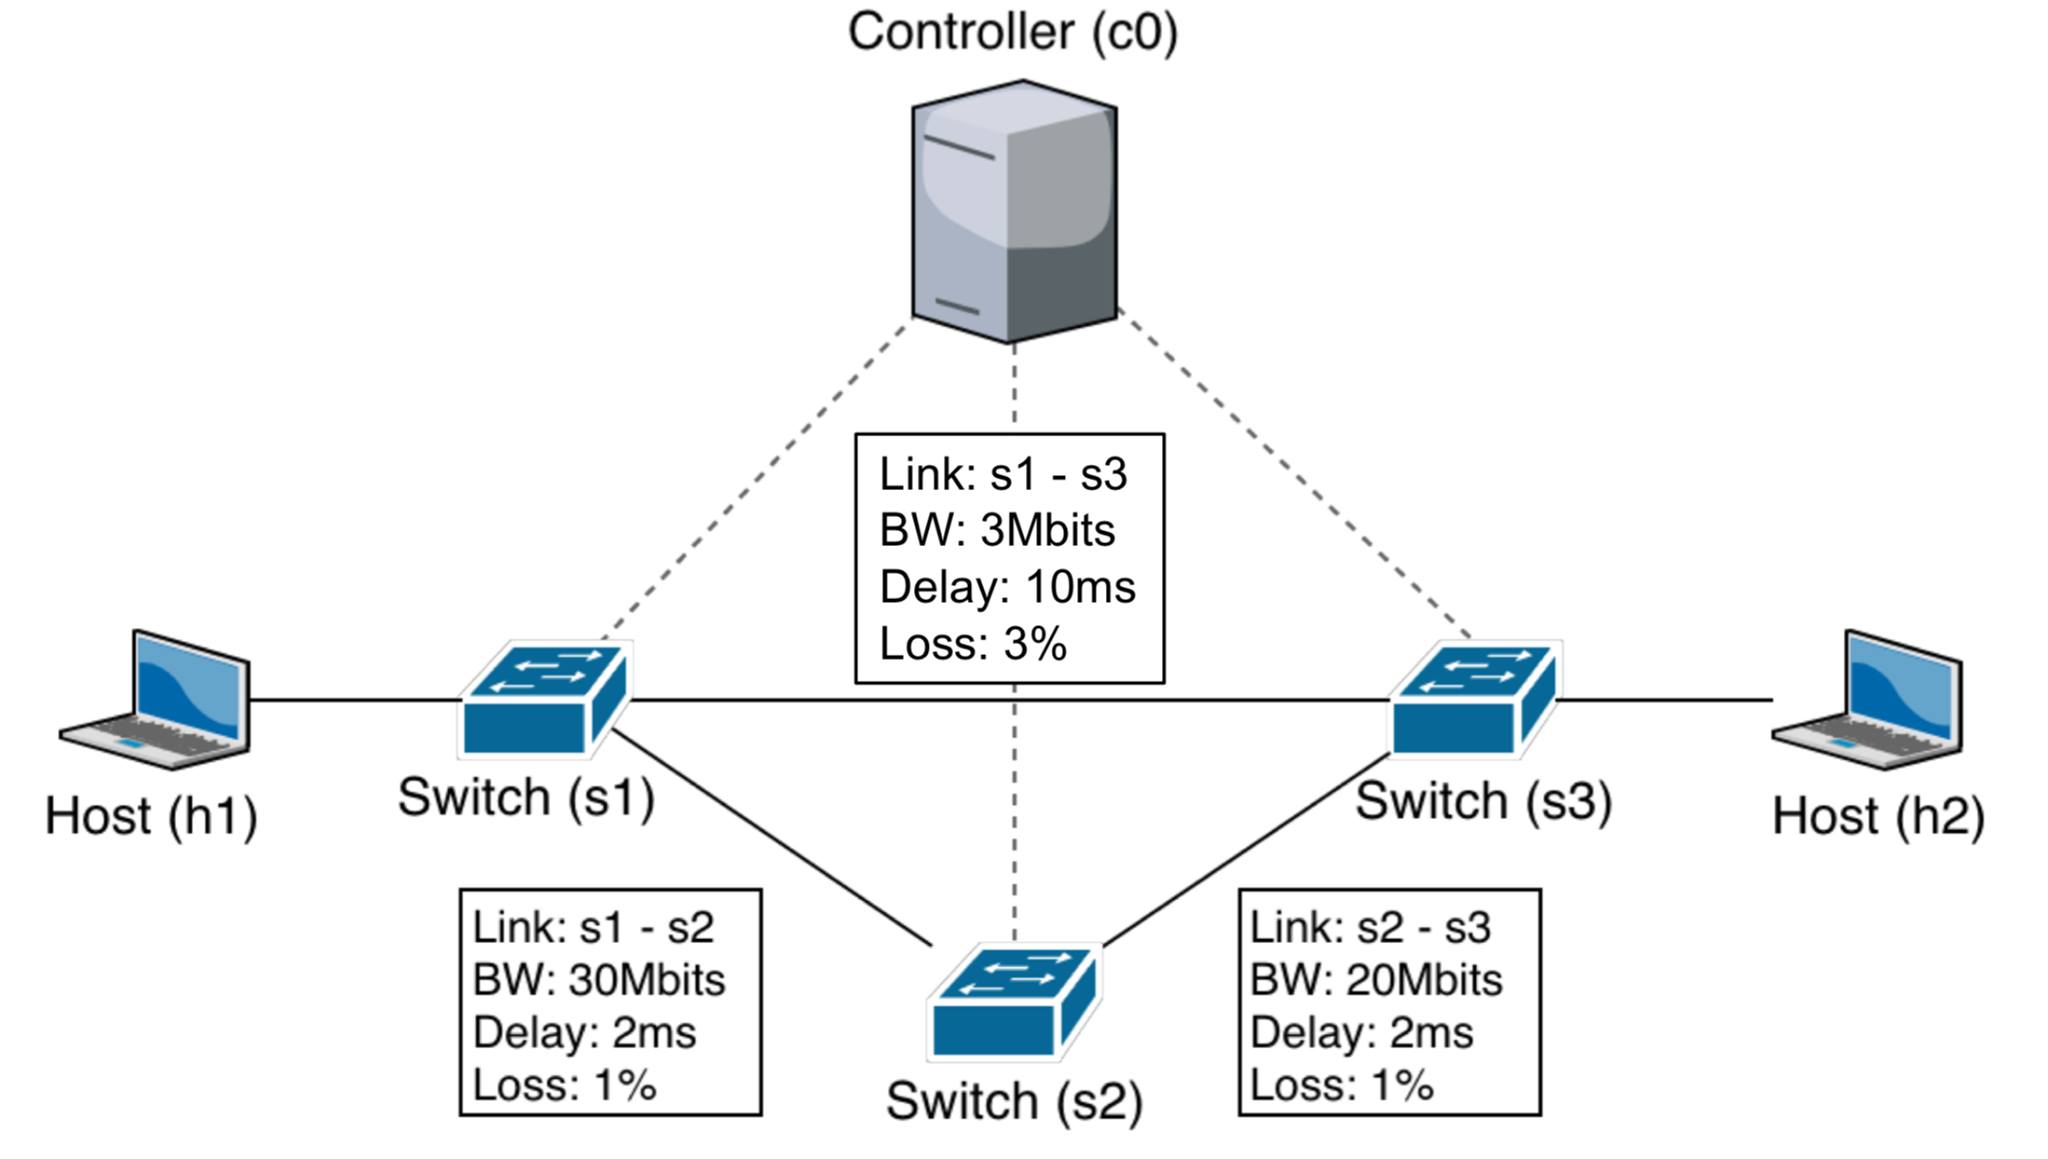 Controller (c0)
Link: s1 - s3
BW: 3Mbits
Delay: 10ms
Loss: 3%
Host (h1)
Switch (s1)
Switch (s3)
Host (h2)
Link: s1 - s2
BW: 30Mbits
Delay: 2ms
Loss: 1%
Link: s2 - s3
BW: 20Mbits
Delay: 2ms
Loss: 1%
Switch (s2)